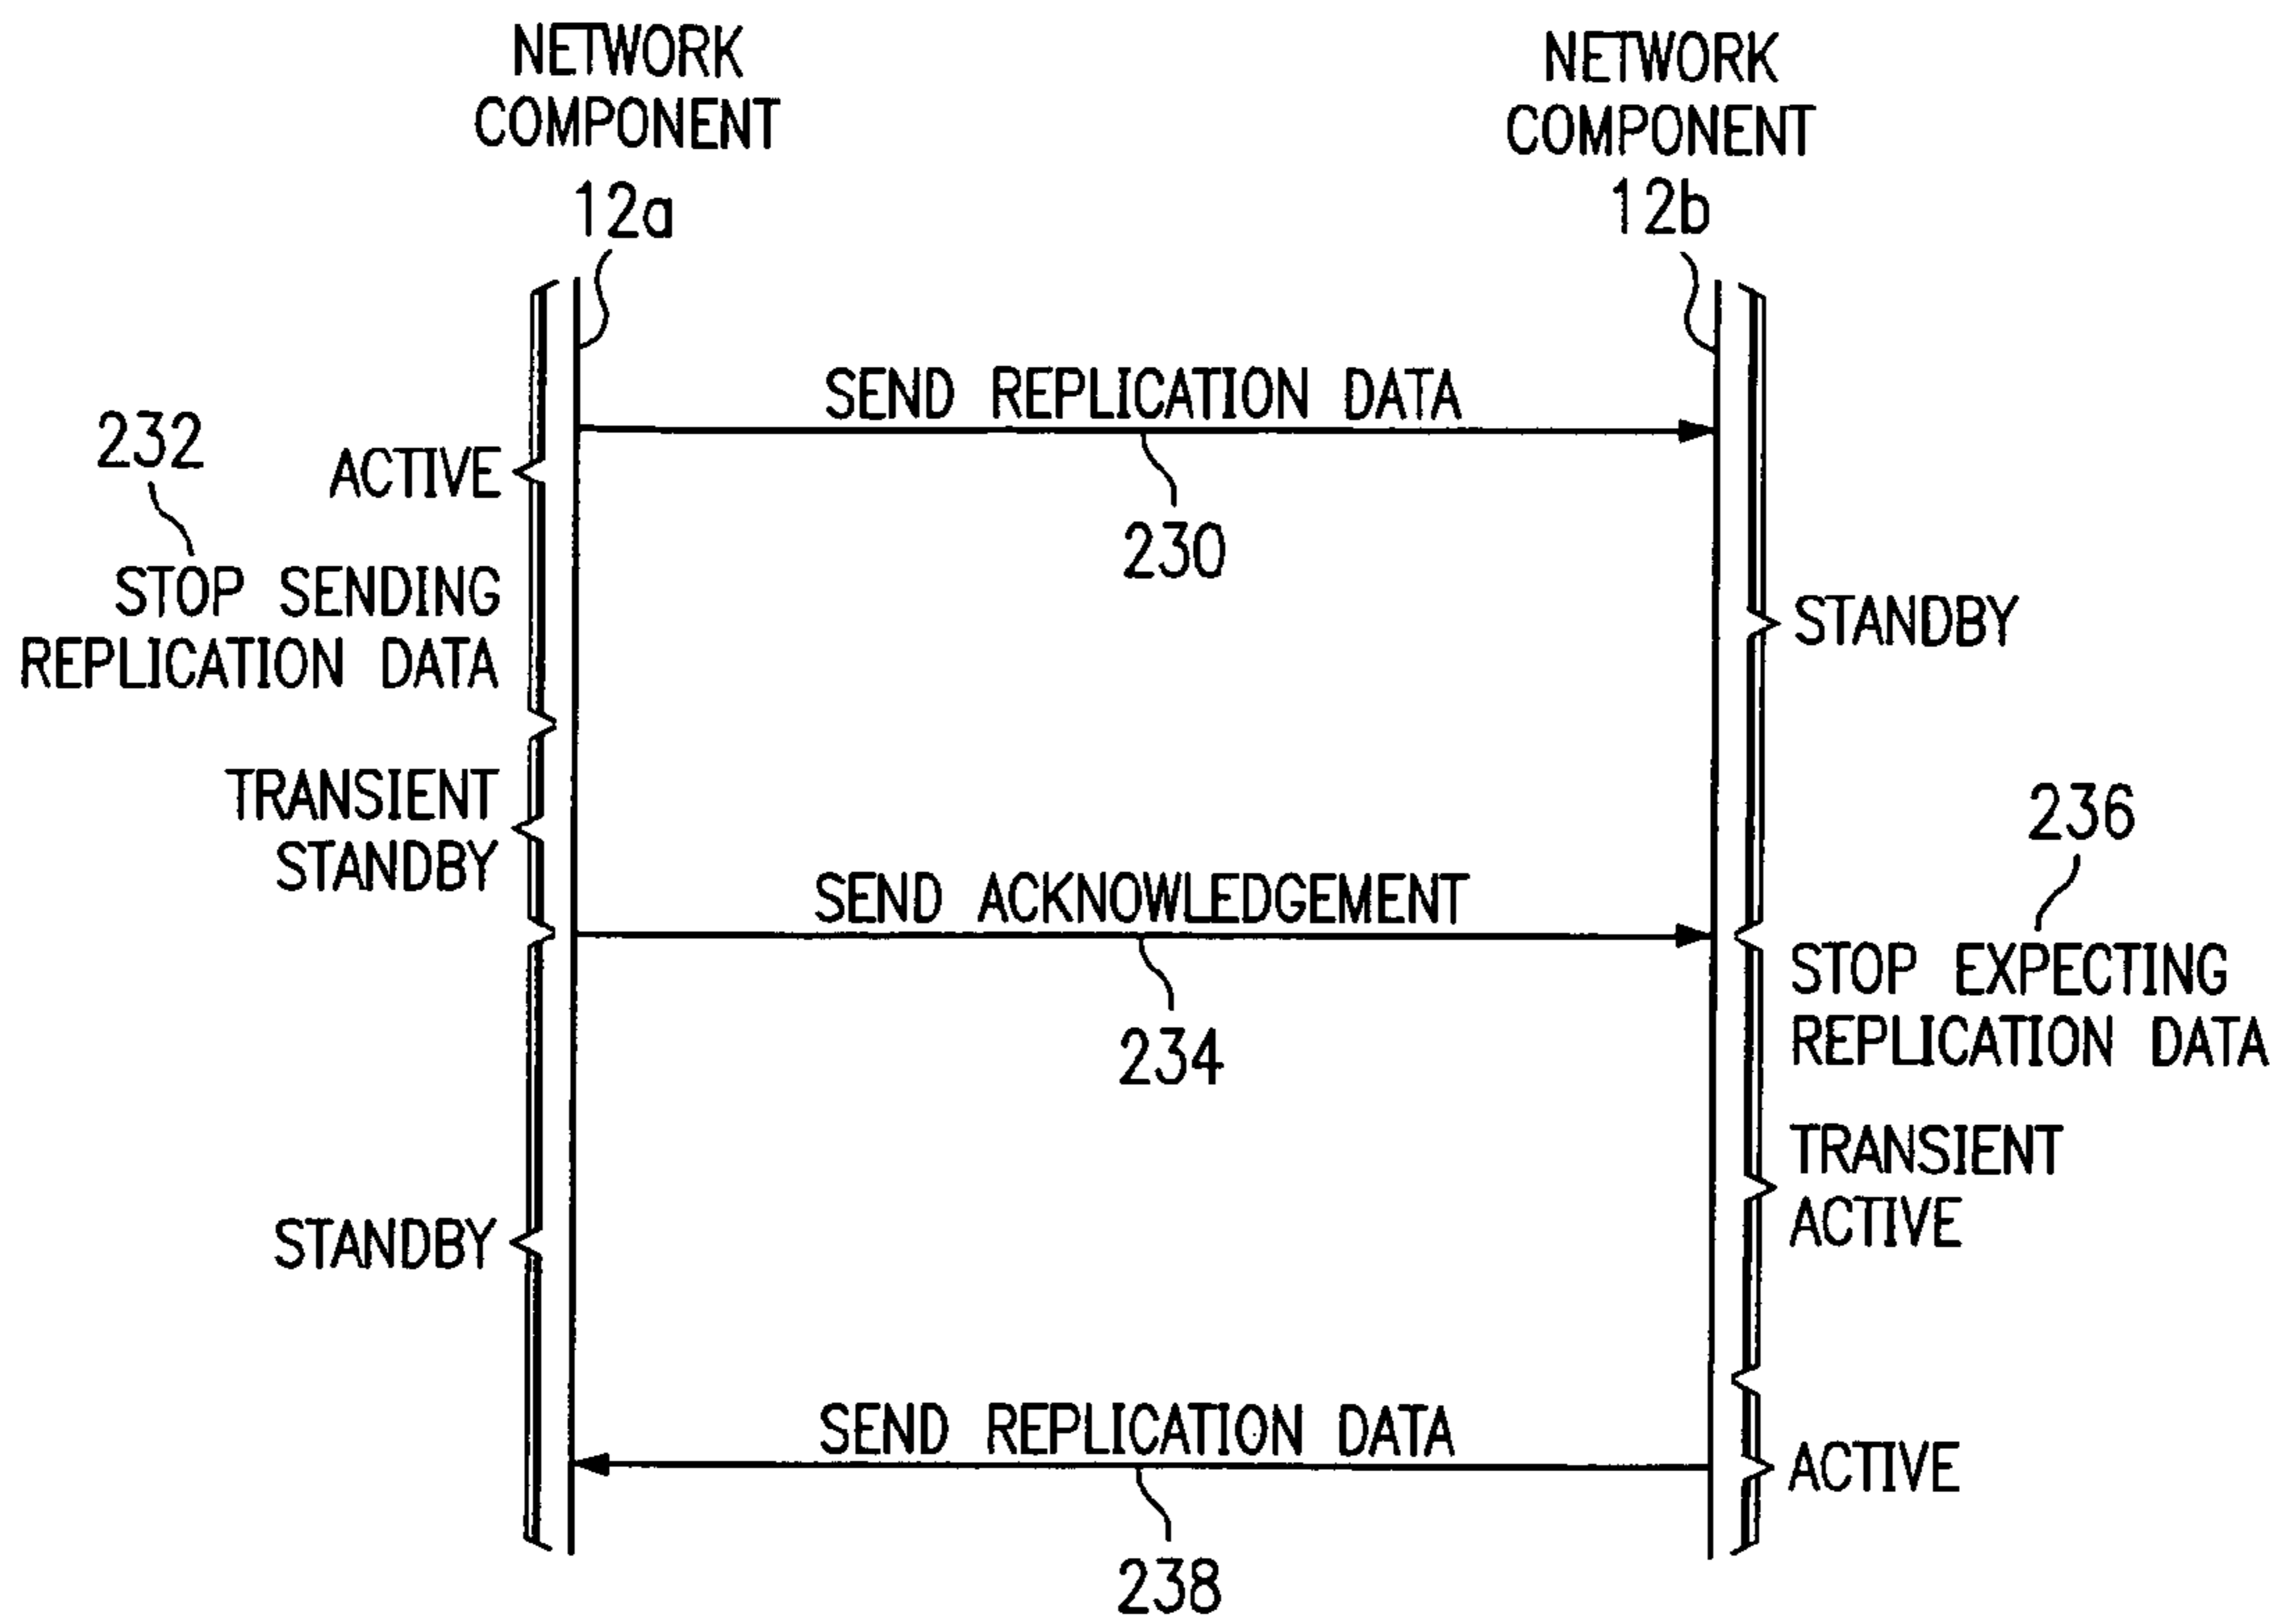 NETWORK
COMPONENT
12a
NETWORK
COMPONENT
12b
SEND REPLICATION DATA
230
232
ACTIVE
STOP SENDING
REPLICATION DATA
STANDBY
TRANSIENT
STANDBY
236
SEND ACKNOWLEDGEMENT
234
STOP EXPECTING
REPLICATION DATA
TRANSIENT
ACTIVE
STANDBY
SEND REPLICATION DATA
238
ACTIVE